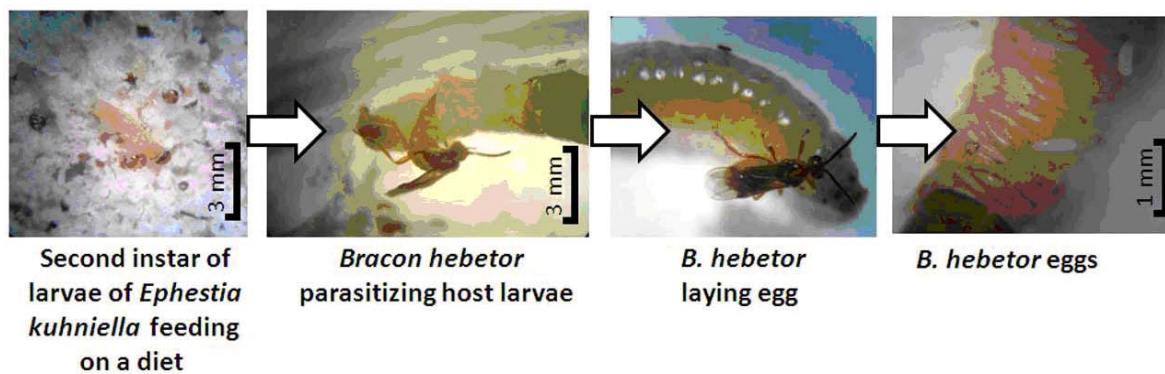 3 mm
3 mm
1 mm
Second instar of
larvae of Ephestia
kuhniella feeding
on a diet
Bracon hebetor
parasitizing host larvae
B. hebetor
laying egg
B. hebetor eggs